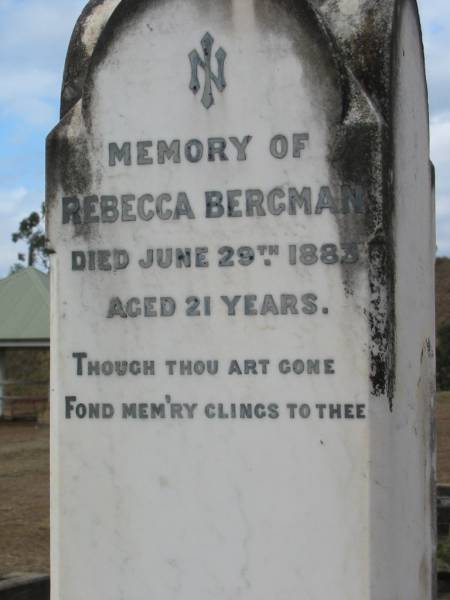 IN
MEMORY OF
REBECCA BERGMAN
DIED JUNE 29TH 1883
AGED 21 YEARS.
THOUGH THOU ART GONE
FOND MEM'RY CLINGS TO THEE